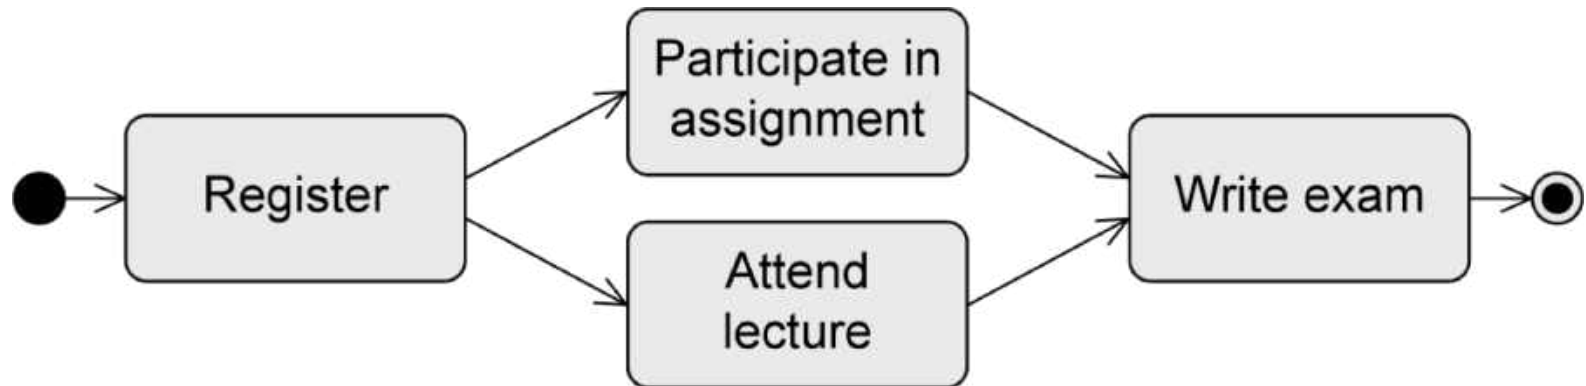 Register
Participate in
assignment
Attend
lecture
Write exam